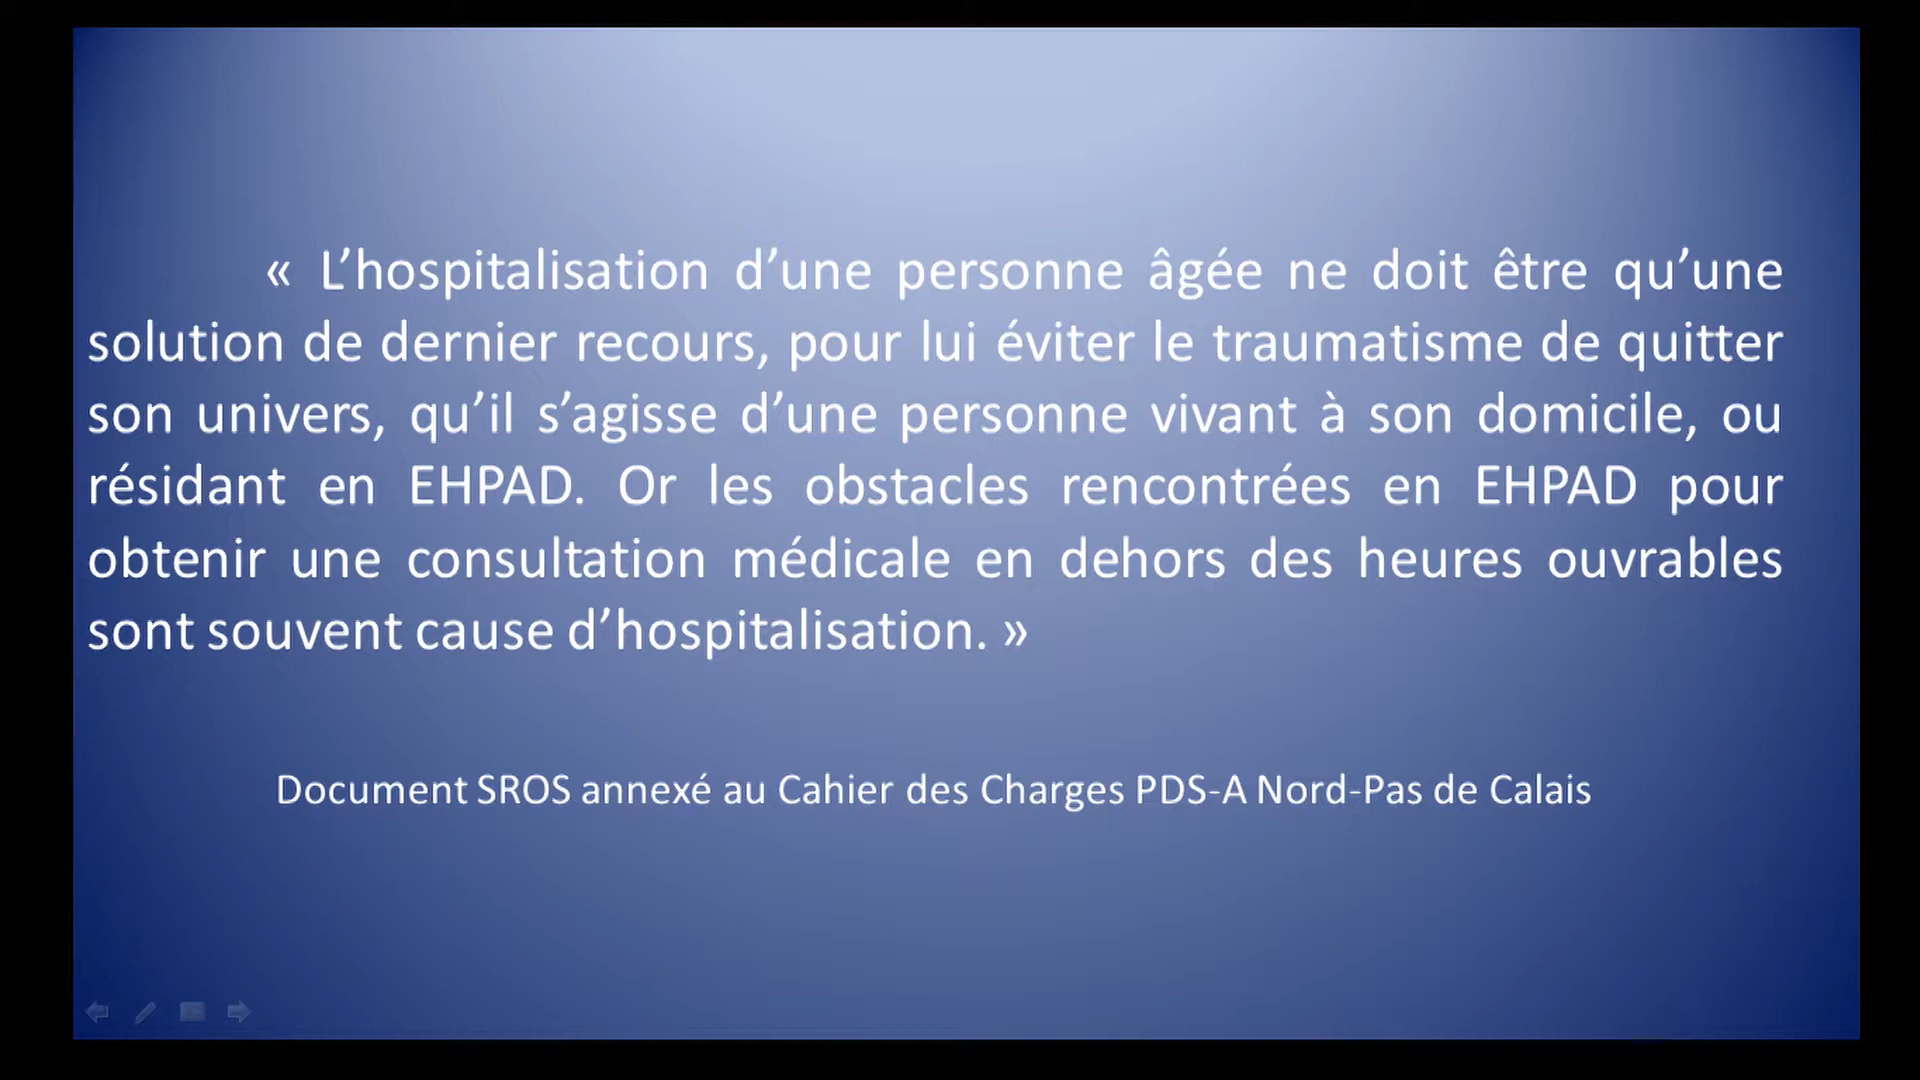 « L’hospitalisation d’une personne âgée ne doit être qu’une
solution de dernier recours, pour lui éviter le traumatisme de quitter
son univers, qu’il s’agisse d’une personne vivant à son domicile, ou
résidant en EHPAD. Or les obstacles rencontrées en EHPAD pour
obtenir une consultation médicale en dehors des heures ouvrables
sont souvent cause d’hospitalisation. »
Document SROS annexé au Cahier des Charges PDS-A Nord-Pas de Calais